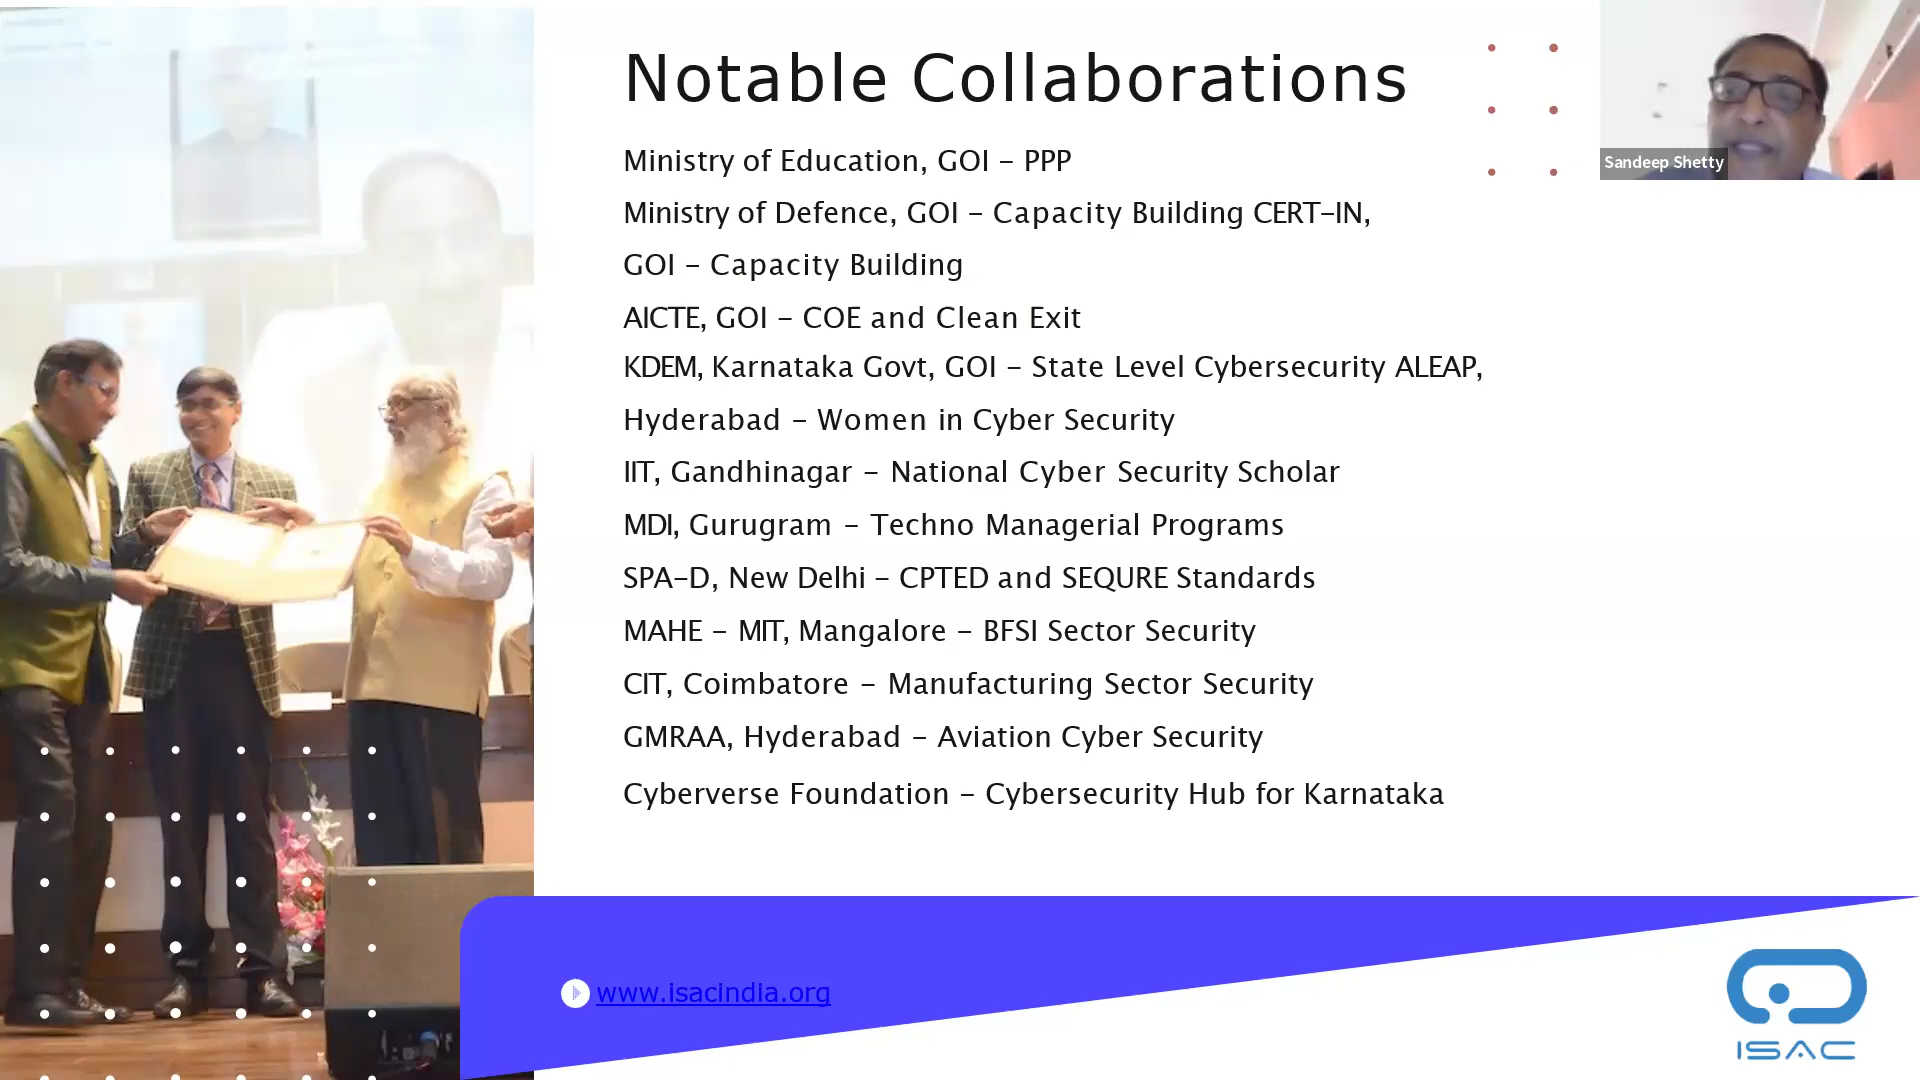 Notable Collaborations
Sandeep Shetty
Ministry of Education, GOI – PPP
Ministry of Defence, GOI – Capacity Building CERT-IN,
GOI – Capacity Building
AICTE, GOI – COE and Clean Exit
KDEM, Karnataka Govt, GOI – State Level Cybersecurity ALEAP,
Hyderabad – Women in Cyber Security
IIT, Gandhinagar – National Cyber Security Scholar
MDI, Gurugram – Techno Managerial Programs
SPA-D, New Delhi – CPTED and SEQURE Standards
MAHE – MIT, Mangalore – BFSI Sector Security
CIT, Coimbatore – Manufacturing Sector Security
GMRAA, Hyderabad – Aviation Cyber Security
Cyberverse Foundation – Cybersecurity Hub for Karnataka
www.isacindia.org
ISAC